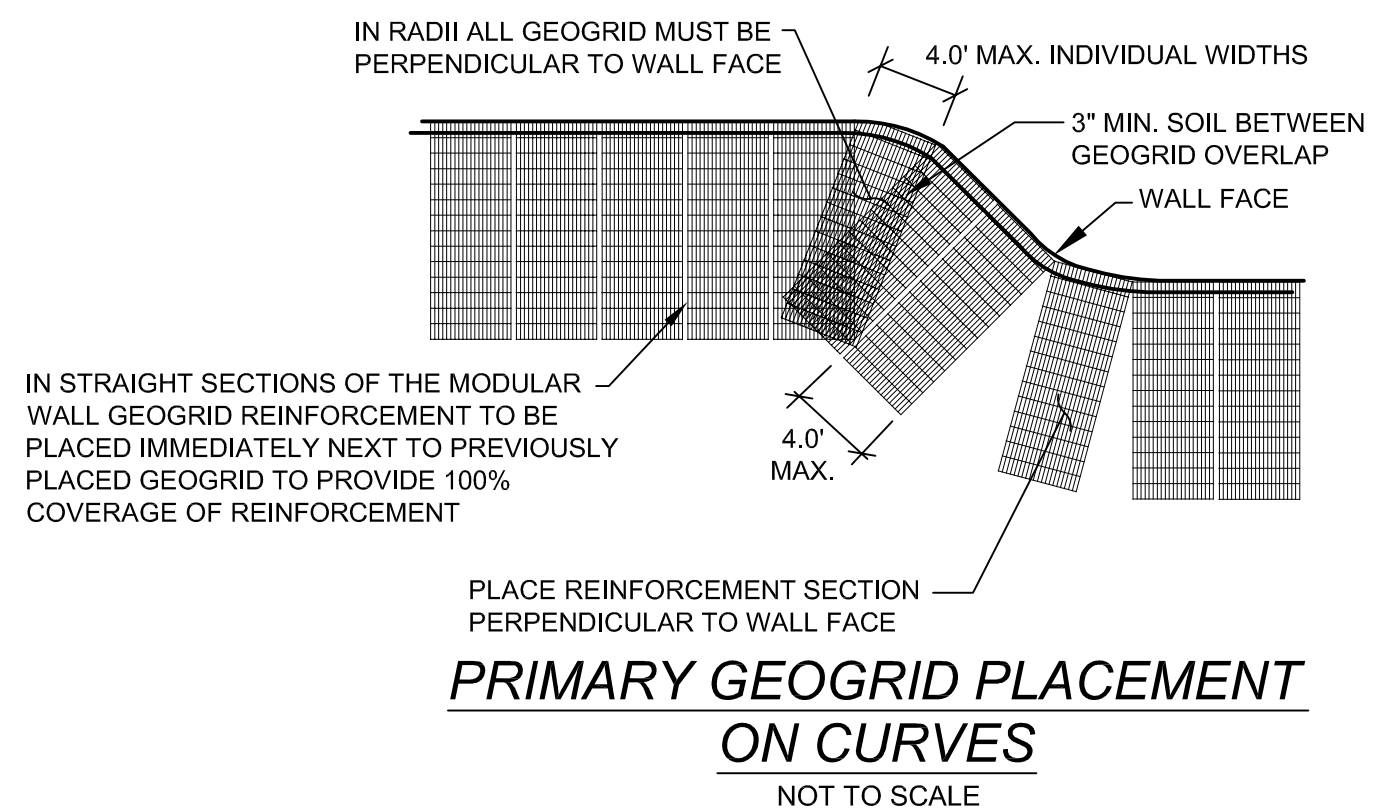 IN RADII ALL GEOGRID MUST BE
PERPENDICULAR TO WALL FACE
4.0' MAX. INDIVIDUAL WIDTHS
3" MIN. SOIL BETWEEN
GEOGRID OVERLAP
WALL FACE
IN STRAIGHT SECTIONS OF THE MODULAR
WALL GEOGRID REINFORCEMENT TO BE
PLACED IMMEDIATELY NEXT TO PREVIOUSLY
PLACED GEOGRID TO PROVIDE 100%
COVERAGE OF REINFORCEMENT
4.0'
MAX.
PLACE REINFORCEMENT SECTION
PERPENDICULAR TO WALL FACE
PRIMARY GEOGRID PLACEMENT
ON CURVES
NOT TO SCALE